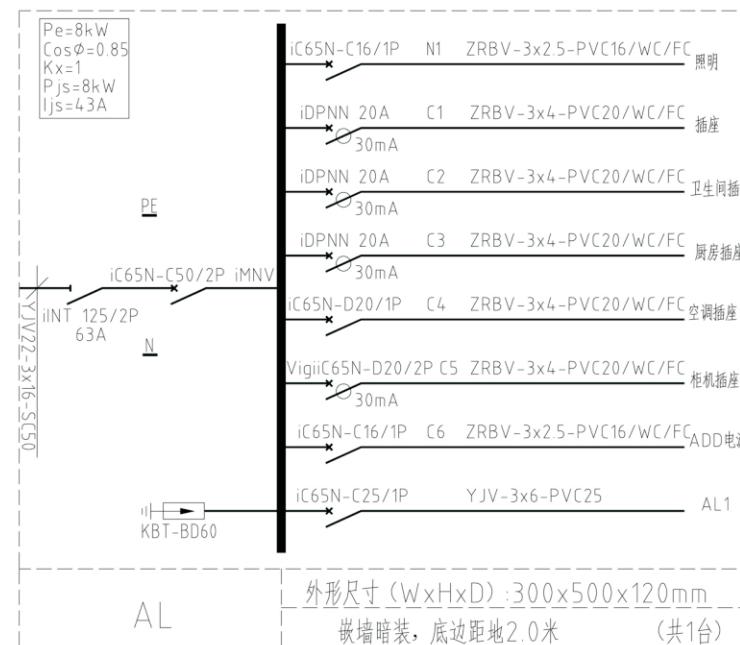 Pe=8kW
CosΦ=0.85
Kx=1
Pjs=8kW
Ijs=43A
iC65N-C16/1P N1 ZRBV-3x2.5-PVC16/WC/FC 照明
iDPNN 20A C1 ZRBV-3x4-PVC20/WC/FC 插座
30mA
iDPNN 20A C2 ZRBV-3x4-PVC20/WC/FC 卫生间插
30mA
PE
iDPNN 20A C3 ZRBV-3x4-PVC20/WC/FC 厨房插座
30mA
iC65N-C50/2P iMNV
iINT 125/2P
63A
YJV22-3x16-SC50
iC65N-D20/1P C4 ZRBV-3x4-PVC20/WC/FC 空调插座
N
VigiiC65N-D20/2P C5 ZRBV-3x4-PVC20/WC/FC 柜机插座
30mA
iC65N-C16/1P C6 ZRBV-3x2.5-PVC16/WC/FC ADD电
iC65N-C25/1P YJV-3x6-PVC25 AL1
KBT-BD60
AL
外形尺寸(WxHxD):300x500x120mm
嵌墙暗装，底边距地2.0米 (共1台)